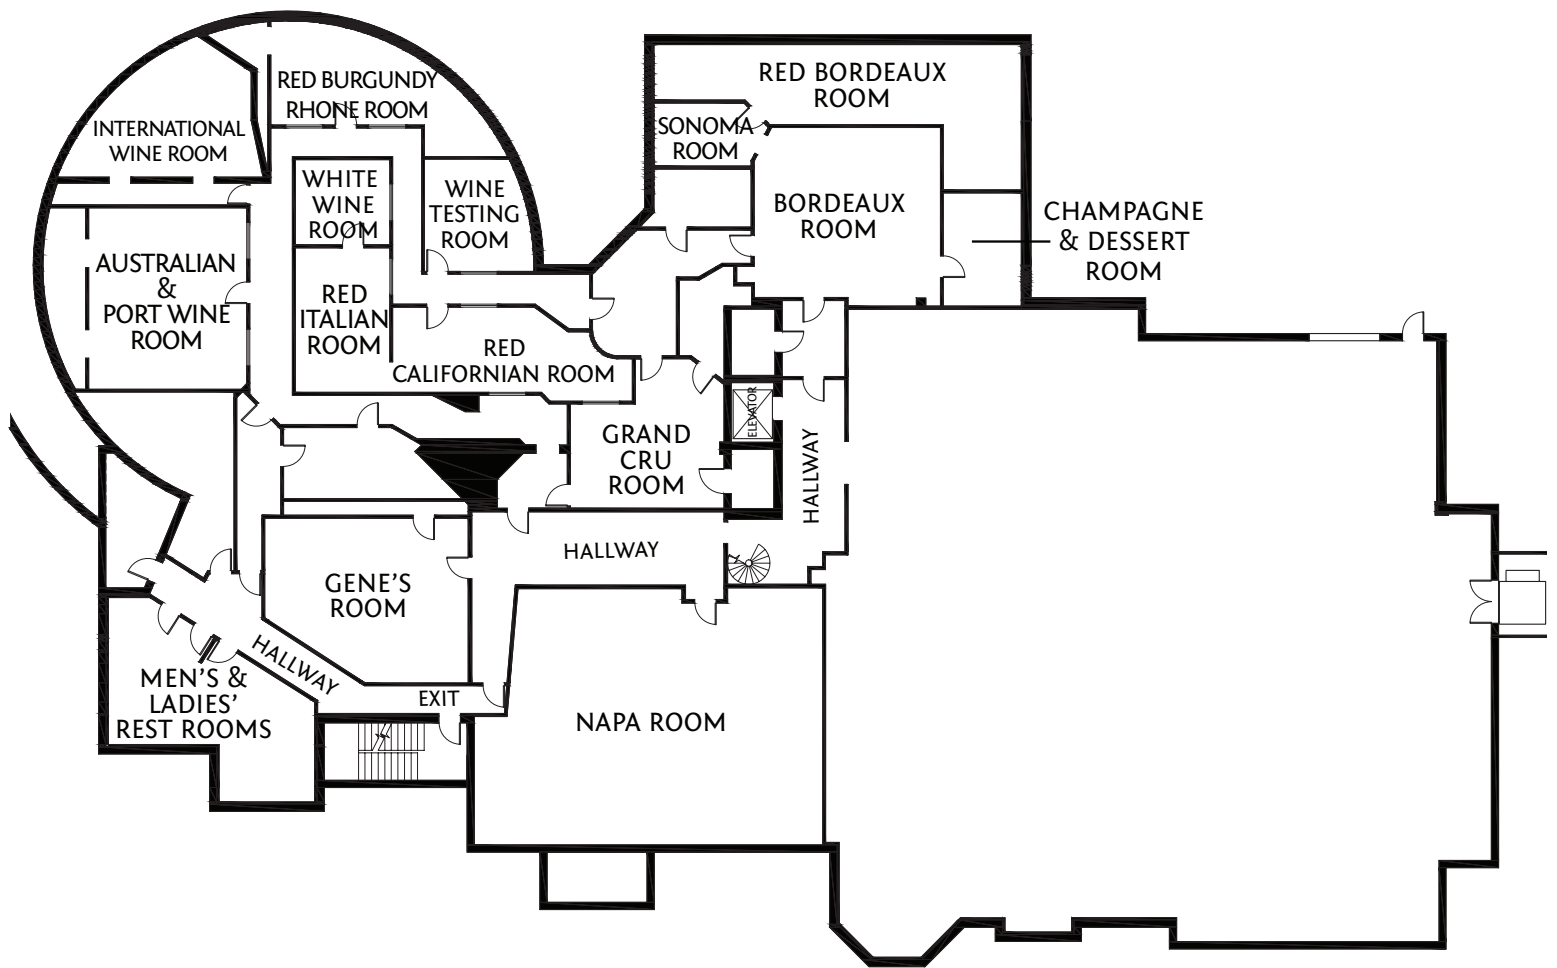 RED BURGUNDY
RHONE ROOM
INTERNATIONAL
WINE ROOM
WHITE
WINE
ROOM
WINE
TESTING
ROOM
AUSTRALIAN
&
PORT WINE
ROOM
RED
ITALIAN
ROOM
RED
CALIFORNIAN ROOM
RED BORDEAUX
ROOM
SONOMA
ROOM
BORDEAUX
ROOM
CHAMPAGNE
& DESSERT
ROOM
GRAND
CRU
ROOM
ELEVATOR
HALLWAY
HALLWAY
GENE'S
ROOM
HALLWAY
EXIT
MEN'S &
LADIES'
REST ROOMS
NAPA ROOM